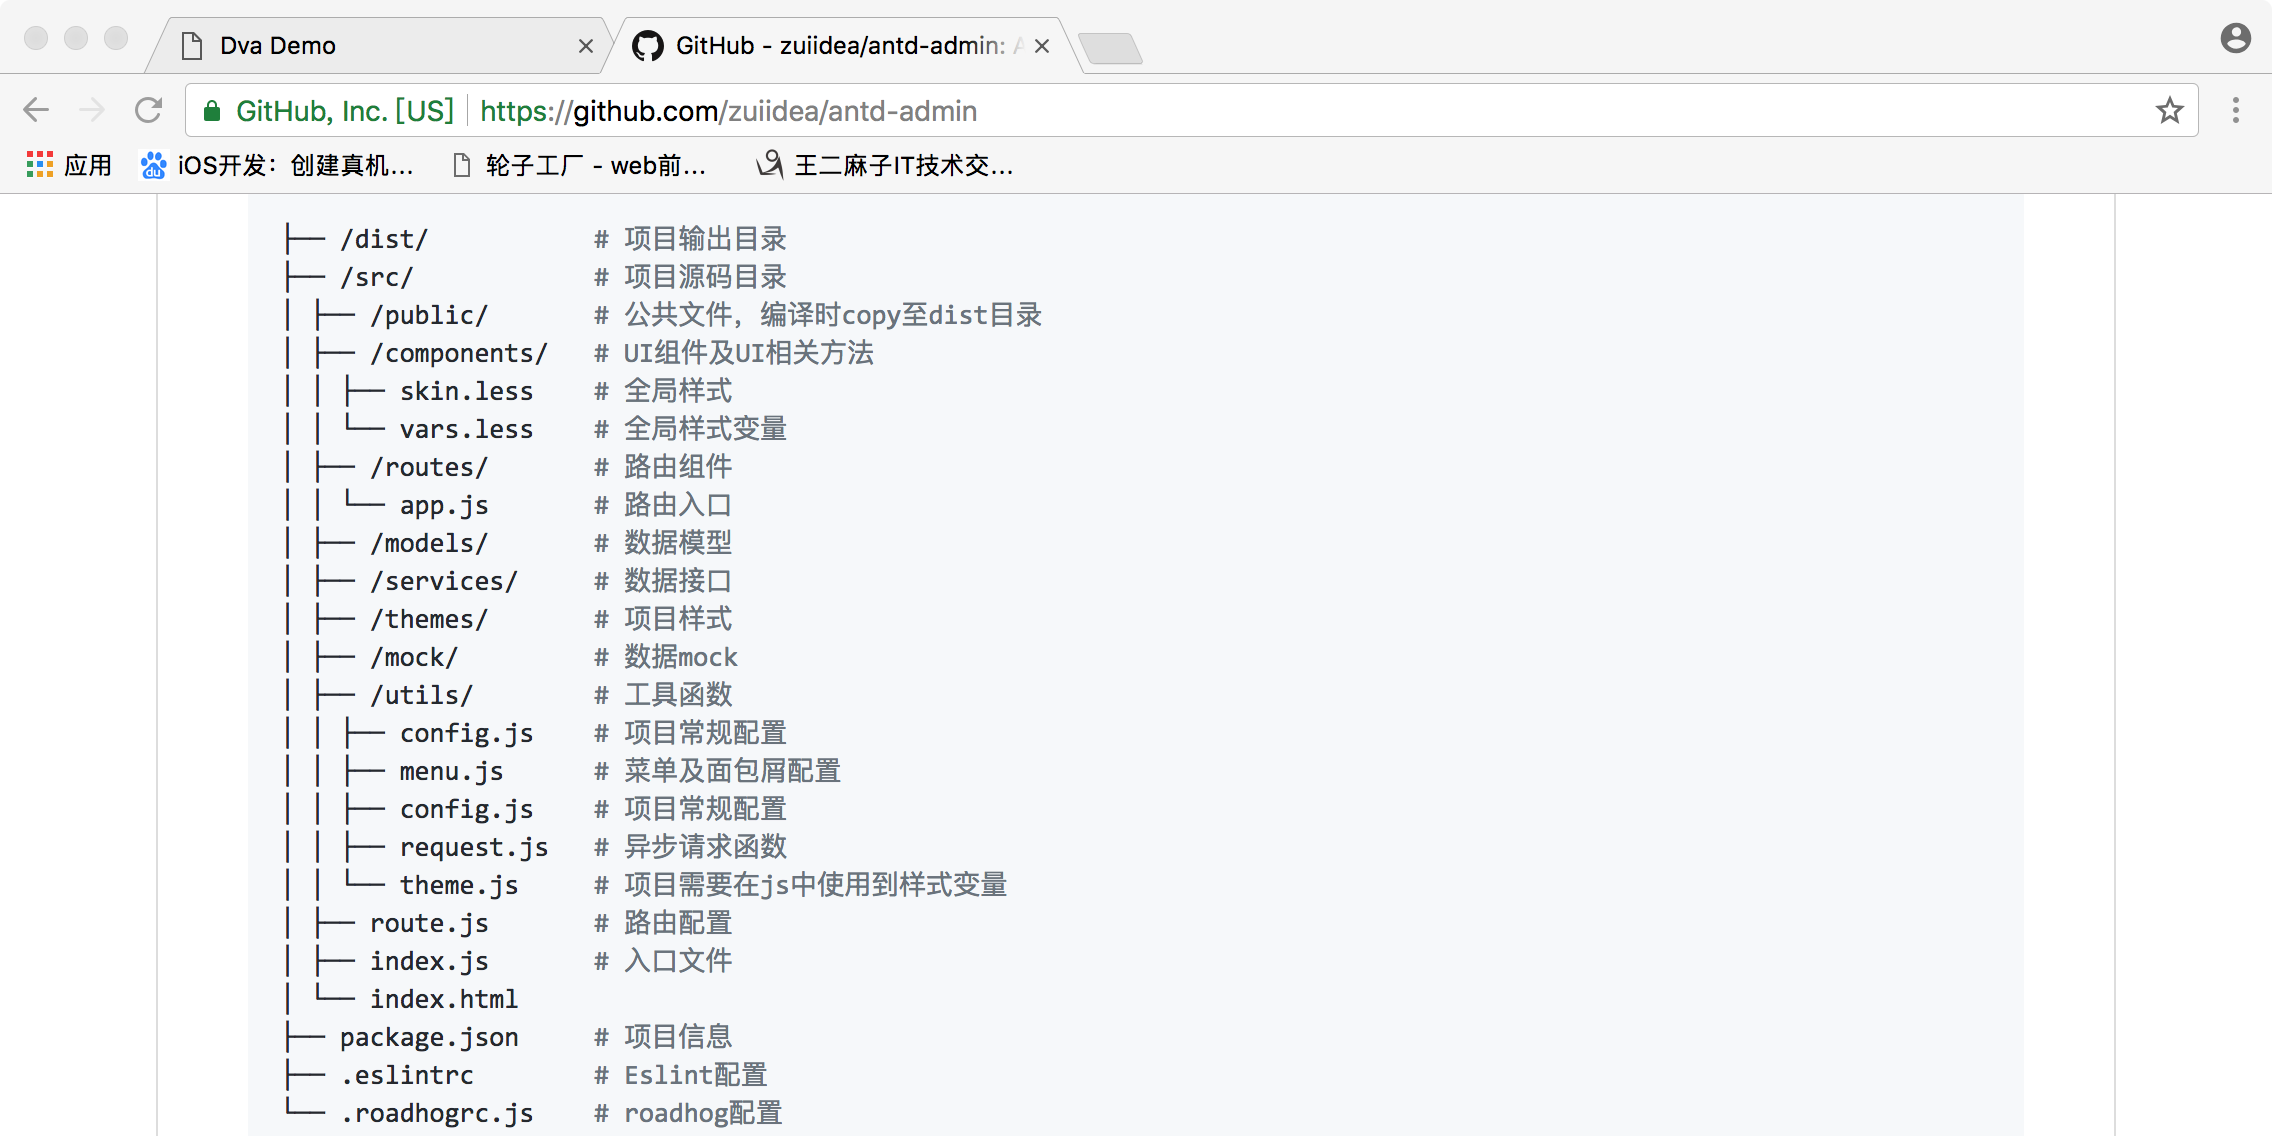 Dva Demo
GitHub - zuiidea/antd-admin: A
GitHub, Inc. [US] https://github.com/zuiidea/antd-admin
应用 du iOS开发：创建真机... 轮子工厂 - web前... 王二麻子IT技术交...
├── /dist/ # 项目输出目录
├── /src/ # 项目源码目录
│ ├── /public/ # 公共文件，编译时copy至dist目录
│ ├── /components/ # UI组件及UI相关方法
│ │ ├── skin.less # 全局样式
│ │ └── vars.less # 全局样式变量
│ ├── /routes/ # 路由组件
│ │ └── app.js # 路由入口
│ ├── /models/ # 数据模型
│ ├── /services/ # 数据接口
│ ├── /themes/ # 项目样式
│ ├── /mock/ # 数据mock
│ ├── /utils/ # 工具函数
│ │ ├── config.js # 项目常规配置
│ │ ├── menu.js # 菜单及面包屑配置
│ │ ├── config.js # 项目常规配置
│ │ ├── request.js # 异步请求函数
│ │ └── theme.js # 项目需要在js中使用到样式变量
│ ├── route.js # 路由配置
│ ├── index.js # 入口文件
│ └── index.html
├── package.json # 项目信息
├── .eslintrc # Eslint配置
└── .roadhogrc.js # roadhog配置